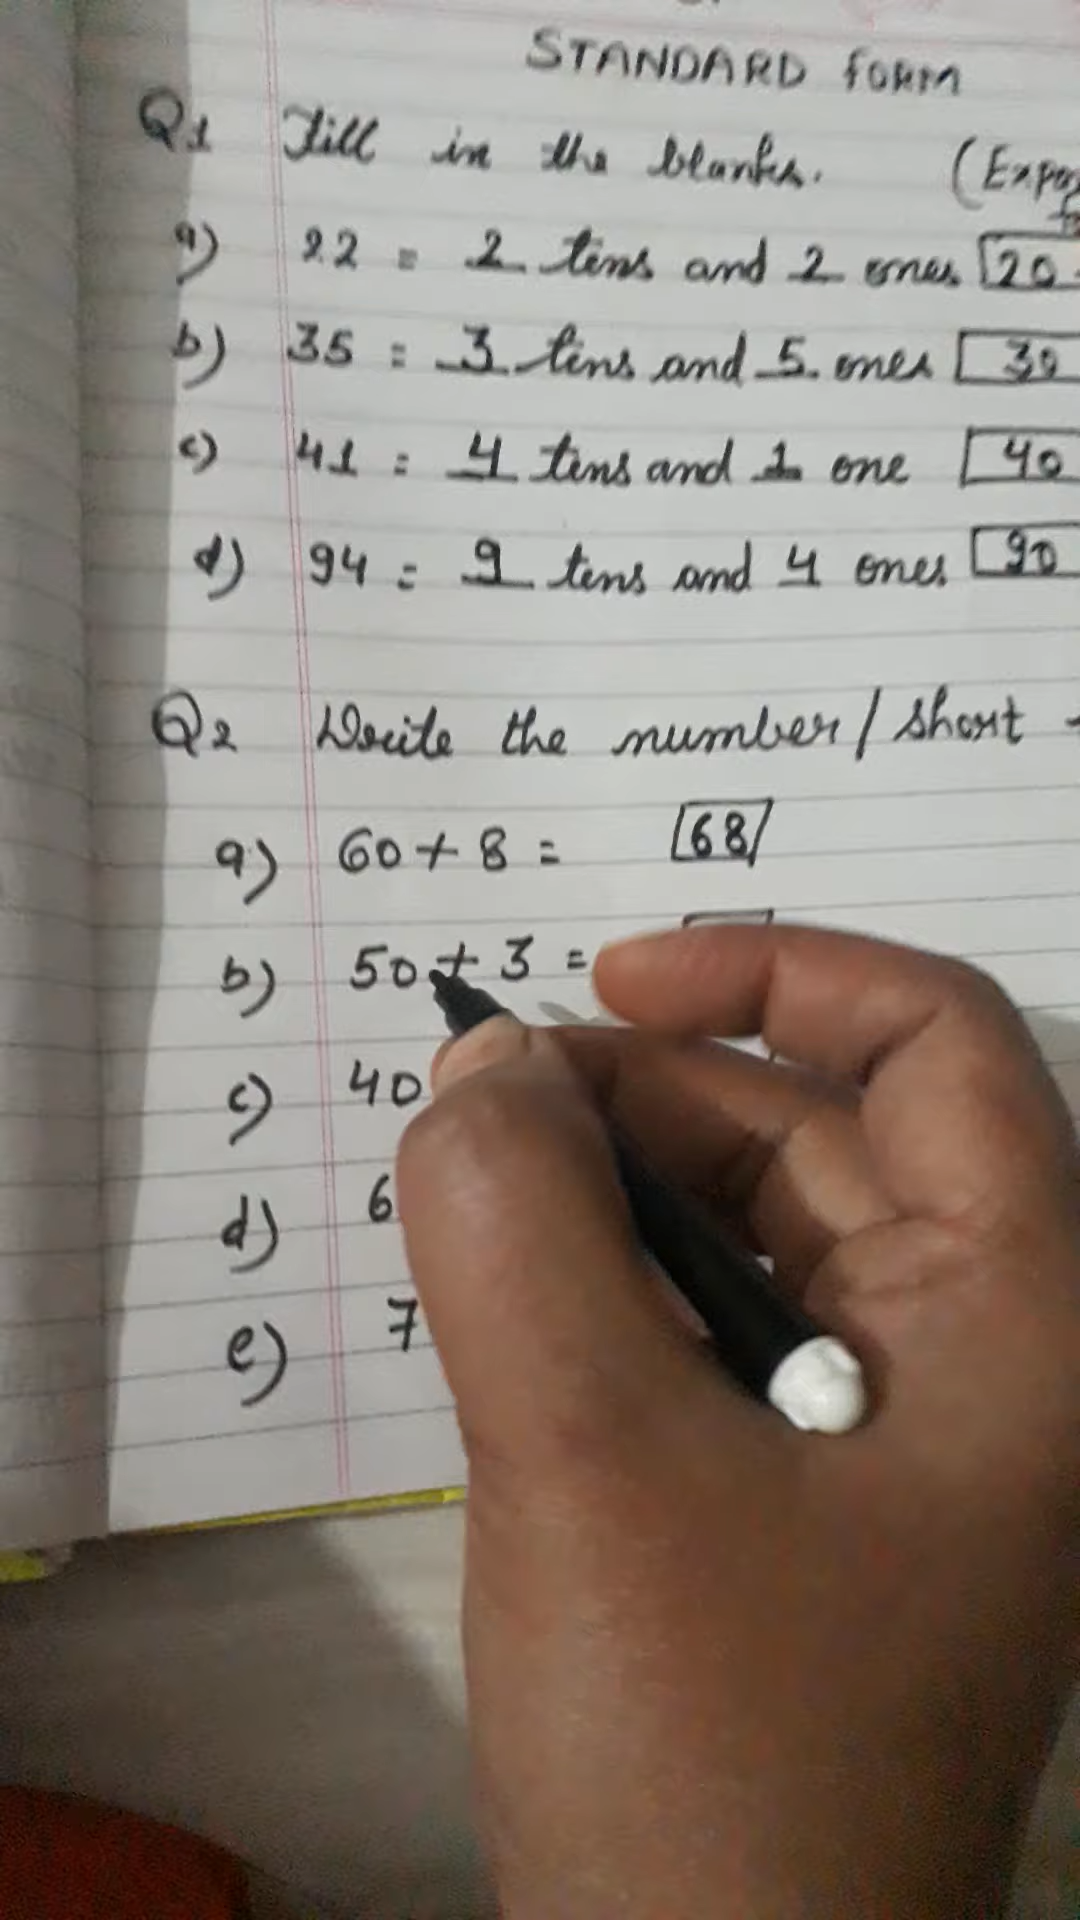 STANDARD FORM
Q1 Fill in the blanks. (Expan
a) 22 = 2 tens and 2 ones 20
b) 35 = 3 tens and 5 ones 30
c) 41 = 4 tens and 1 one 40
d) 94 = 9 tens and 4 ones 90
Q2 Write the number/short
a) 60 + 8 = 68
b) 50 + 3 =
c) 40
d) 6
e) 7